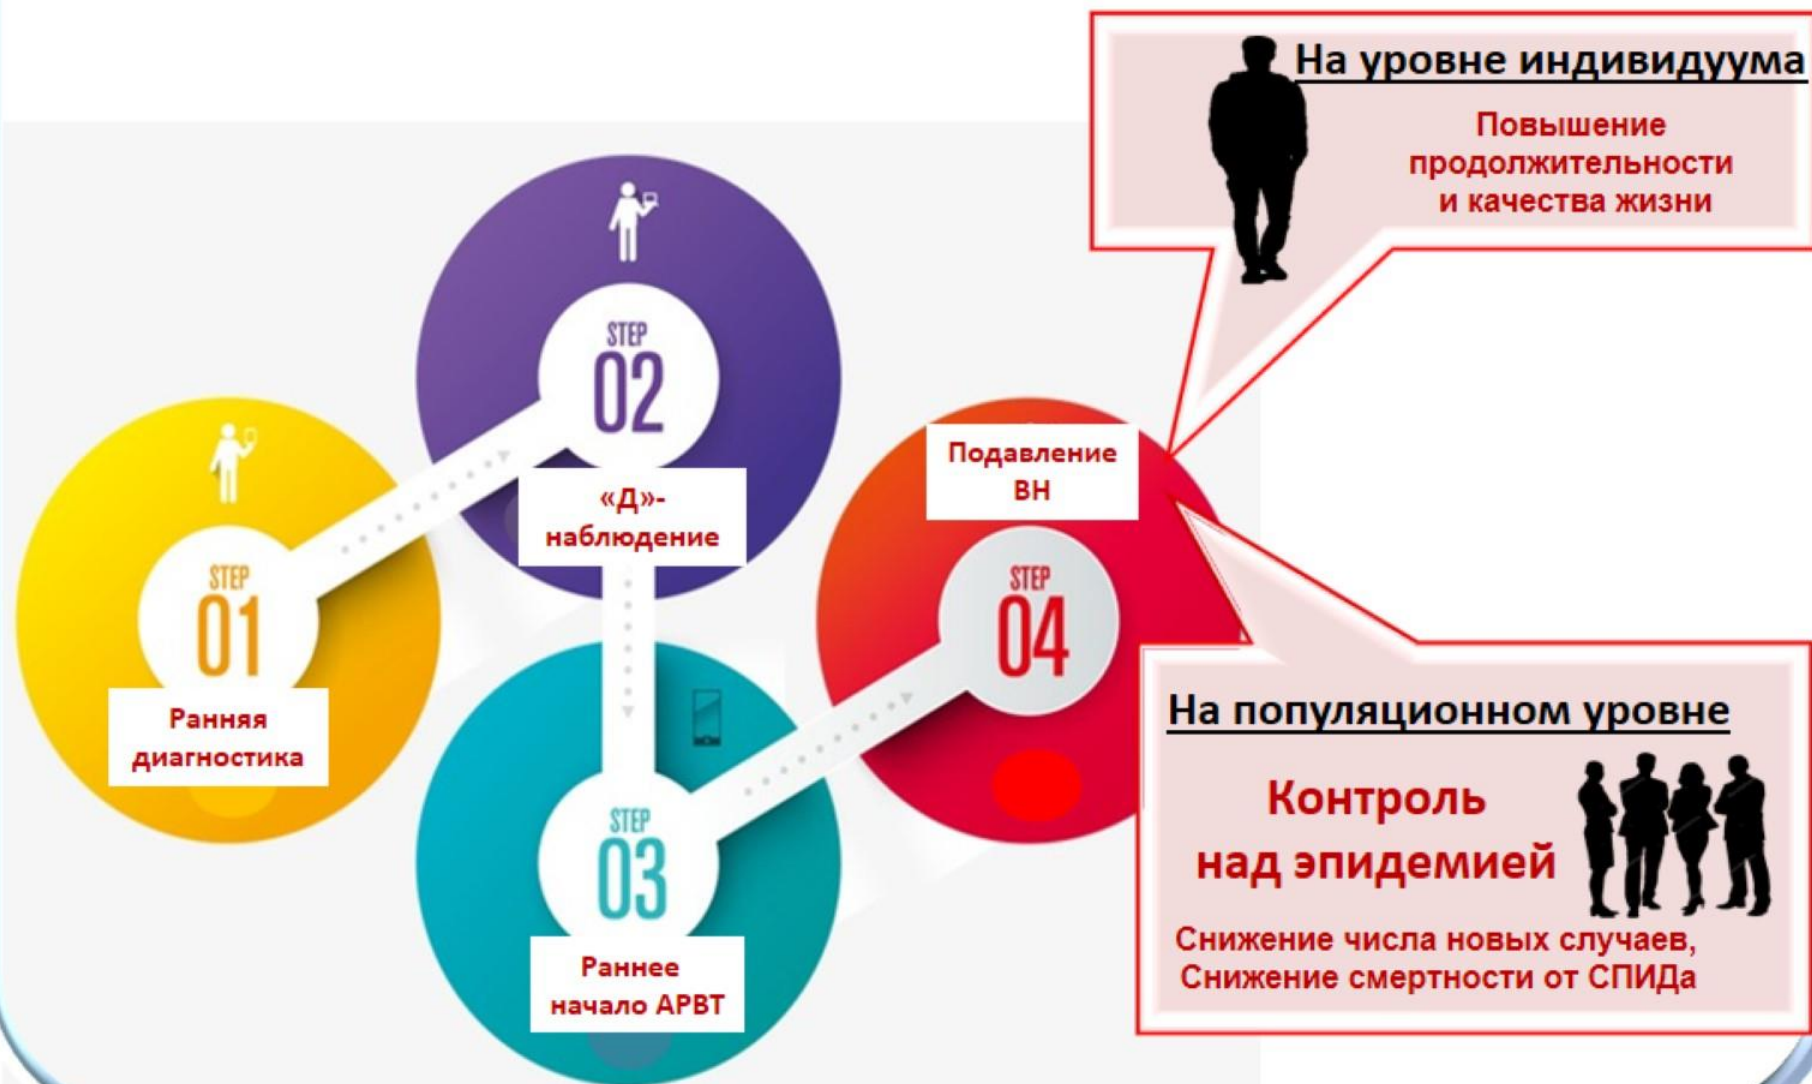 STEP
01
Ранняя
диагностика
STEP
02
«Д»-
наблюдение
STEP
03
Раннее
начало АРВТ
Подавление
ВН
STEP
04
На уровне индивидуума
Повышение
продолжительности
и качества жизни
На популяционном уровне
Контроль
над эпидемией
Снижение числа новых случаев,
Снижение смертности от СПИДа